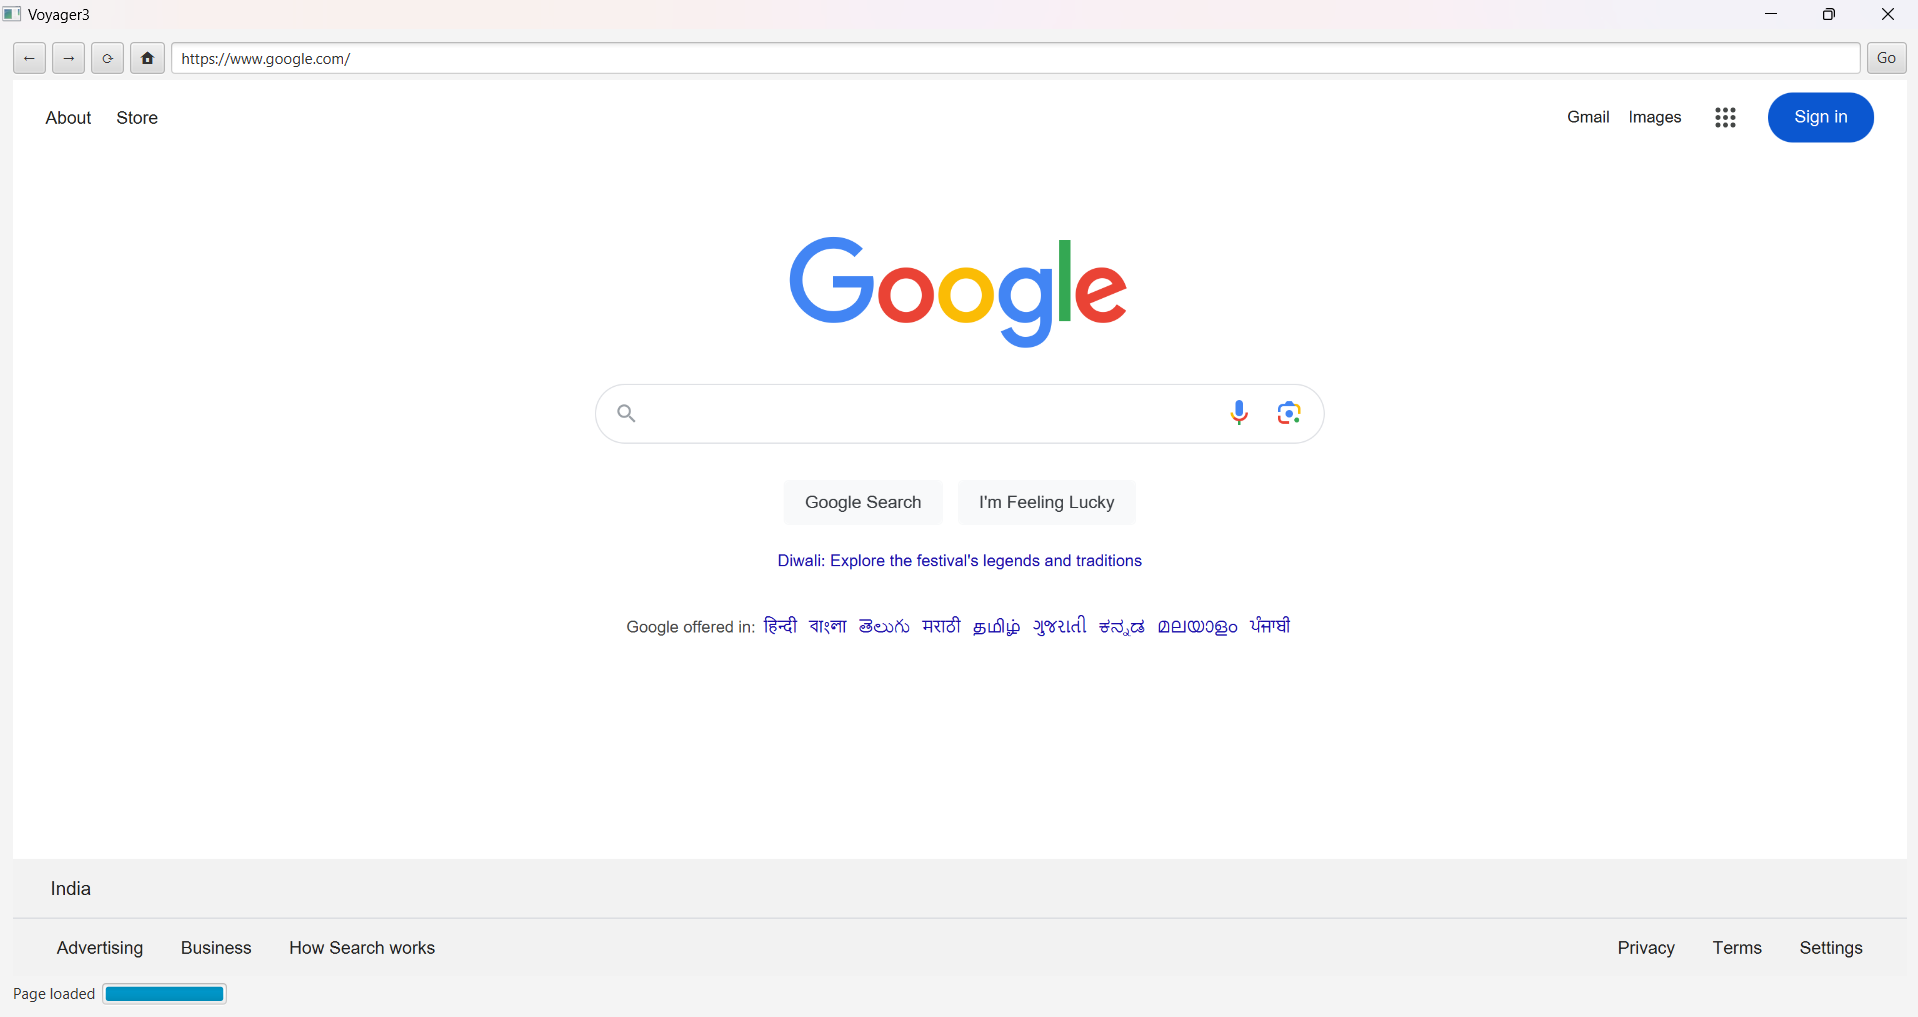 Voyager3
https://www.google.com/ Go
About Store Gmail Images Sign in
Google
Google Search I'm Feeling Lucky
Diwali: Explore the festival's legends and traditions
Google offered in: हिन्दी বাংলা తెలుగు मराठी தமிழ் ગુજરાતી ಕನ್ನಡ മലയാളം ਪੰਜਾਬੀ
India
Advertising Business How Search works Privacy Terms Settings
Page loaded